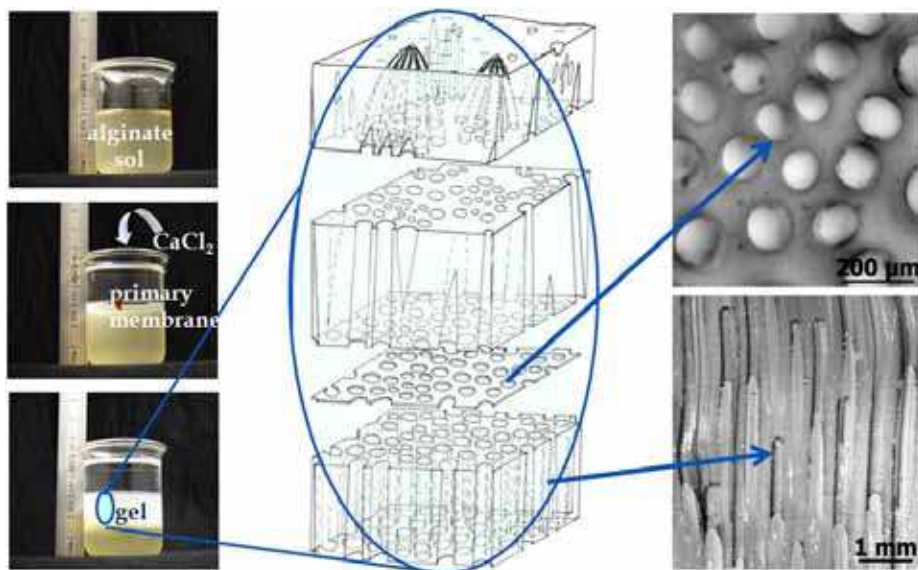 alginate
sol
CaCl₂
primary
membrane
gel
200 µm
1 mm